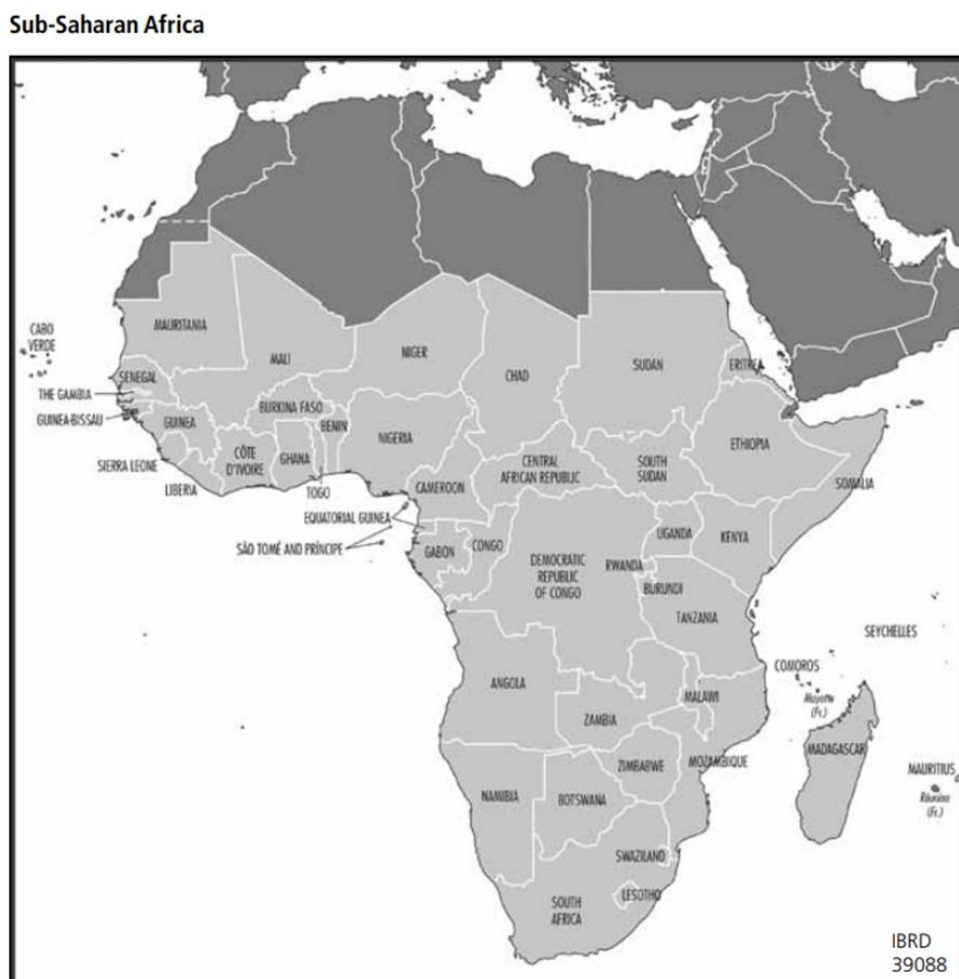 Sub-Saharan Africa
CABO
VERDE
MAURITANIA
MALI
NIGER
CHAD
SUDAN
ERITREA
SENEGAL
THE GAMBIA
GUINEA-BISSAU
GUINEA
BURKINA FASO
BENIN
NIGERIA
SIERRA LEONE
LIBERIA
CÔTE
D'IVOIRE
GHANA
TOGO
CAMEROON
CENTRAL
AFRICAN REPUBLIC
SOUTH
SUDAN
ETHIOPIA
SOMALIA
EQUATORIAL GUINEA
SÃO TOMÉ AND PRÍNCIPE
GABON
CONGO
DEMOCRATIC
REPUBLIC
OF CONGO
UGANDA
KENYA
RWANDA
BURUNDI
TANZANIA
SEYCHELLES
COMOROS
Mayotte
(Fr.)
ANGOLA
ZAMBIA
MALAWI
MOZAMBIQUE
MADAGASCAR
MAURITIUS
Réunion
(Fr.)
ZIMBABWE
NAMIBIA
BOTSWANA
SWAZILAND
LESOTHO
SOUTH
AFRICA
IBRD
39088